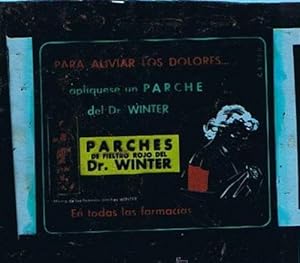 PARA ALIVIAR LOS DOLORES...
aplíquese un PARCHE
del Dr. WINTER
PARCHES
DE FIELTRO ROJO DEL
Dr. WINTER
En todas las farmacias